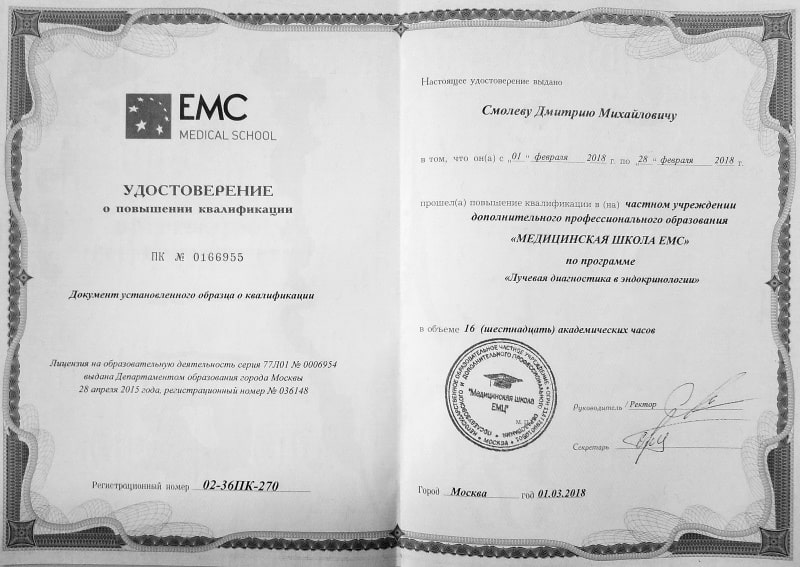 EMC
MEDICAL SCHOOL
УДОСТОВЕРЕНИЕ
о повышении квалификации
ПК № 0166955
Документ установленного образца о квалификации
Лицензия на образовательную деятельность серия 77Л01 № 0006954
выдана Департаментом образования города Москвы
28 апреля 2015 года, регистрационный номер № 036148
Регистрационный номер 02-36ПК-270
Настоящее удостоверение выдано
Смолеву Дмитрию Михайловичу
в том, что он(а) с „01 “ февраля 2018 г. по „ 28 “ февраля 2018 г.
прошел(а) повышение квалификации в (на) частном учреждении
дополнительного профессионального образования
«МЕДИЦИНСКАЯ ШКОЛА ЕМС»
по программе
«Лучевая диагностика в эндокринологии»
в объеме 16 (шестнадцать) академических часов
"Медицинская школа
ЕМЦ"
М.П.
МОСКВА
Руководитель / Ректор
Секретарь
Город Москва год 01.03.2018